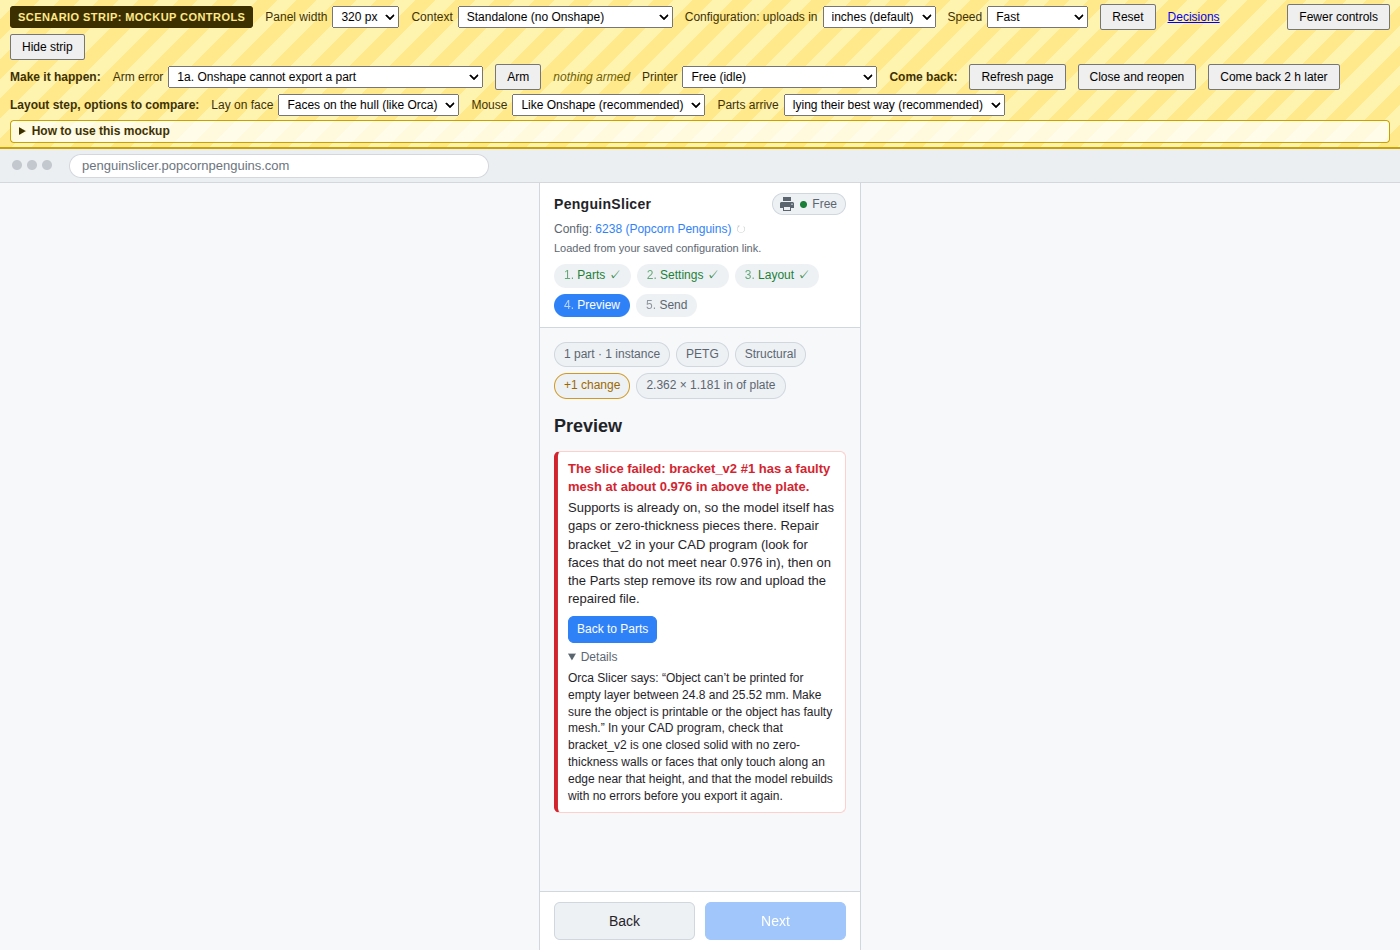 SCENARIO STRIP: MOCKUP CONTROLS Panel width 320 px Context Standalone (no Onshape) Configuration: uploads in inches (default) Speed Fast Reset Decisions Fewer controls
Hide strip
Make it happen: Arm error 1a. Onshape cannot export a part Arm nothing armed Printer Free (idle) Come back: Refresh page Close and reopen Come back 2 h later
Layout step, options to compare: Lay on face Faces on the hull (like Orca) Mouse Like Onshape (recommended) Parts arrive lying their best way (recommended)
How to use this mockup
penguinslicer.popcornpenguins.com
PenguinSlicer Free
Config: 6238 (Popcorn Penguins)
Loaded from your saved configuration link.
1. Parts ✓ 2. Settings ✓ 3. Layout ✓
4. Preview 5. Send
1 part · 1 instance PETG Structural
+1 change 2.362 × 1.181 in of plate
Preview
The slice failed: bracket_v2 #1 has a faulty
mesh at about 0.976 in above the plate.
Supports is already on, so the model itself has
gaps or zero-thickness pieces there. Repair
bracket_v2 in your CAD program (look for
faces that do not meet near 0.976 in), then on
the Parts step remove its row and upload the
repaired file.
Back to Parts
Details
Orca Slicer says: “Object can’t be printed for
empty layer between 24.8 and 25.52 mm. Make
sure the object is printable or the object has faulty
mesh.” In your CAD program, check that
bracket_v2 is one closed solid with no zero-
thickness walls or faces that only touch along an
edge near that height, and that the model rebuilds
with no errors before you export it again.
Back Next